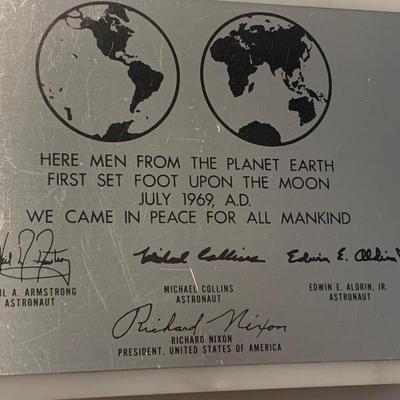 HERE MEN FROM THE PLANET EARTH
FIRST SET FOOT UPON THE MOON
JULY 1969, A.D.
WE CAME IN PEACE FOR ALL MANKIND
Michael Collins
Edwin E. Aldrin
IL A. ARMSTRONG
ASTRONAUT
MICHAEL COLLINS
ASTRONAUT
EDWIN E. ALDRIN, JR.
ASTRONAUT
Richard Nixon
RICHARD NIXON
PRESIDENT, UNITED STATES OF AMERICA